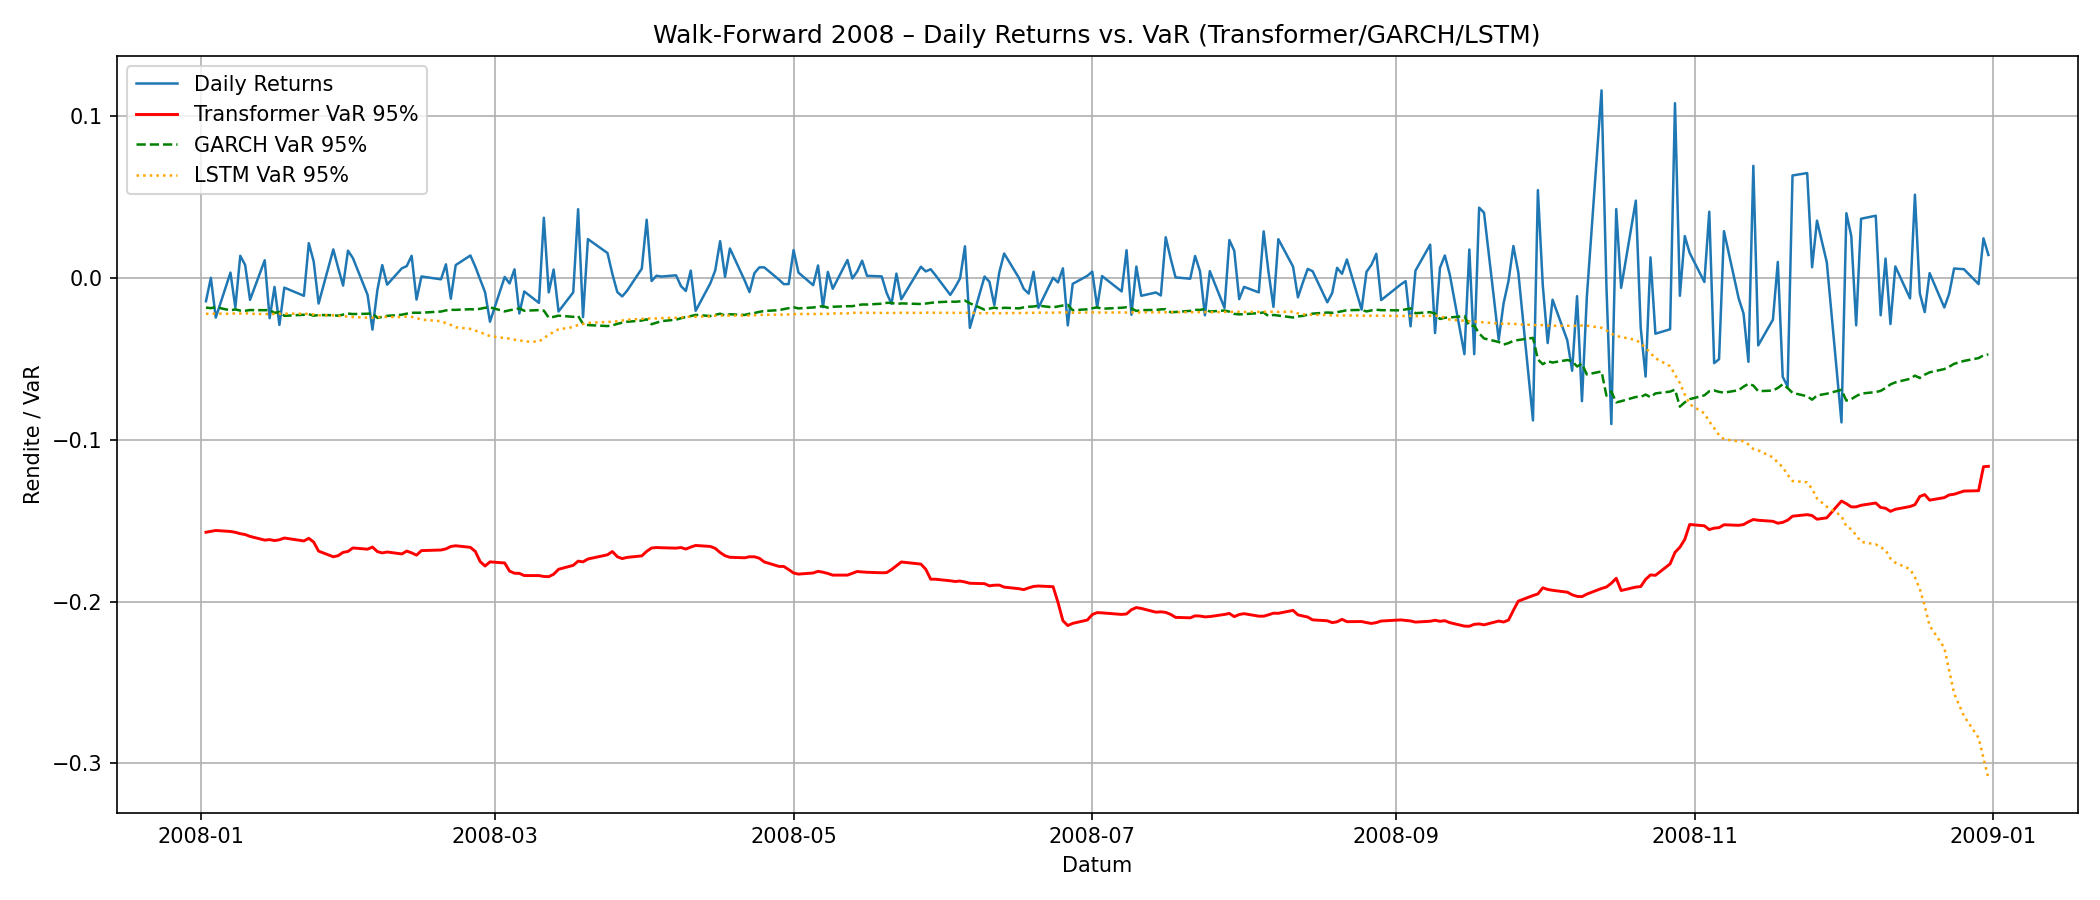 Walk-Forward 2008 – Daily Returns vs. VaR (Transformer/GARCH/LSTM)
Daily Returns
Transformer VaR 95%
GARCH VaR 95%
LSTM VaR 95%
Rendite / VaR
0.1
0.0
−0.1
−0.2
−0.3
2008-01
2008-03
2008-05
2008-07
2008-09
2008-11
2009-01
Datum